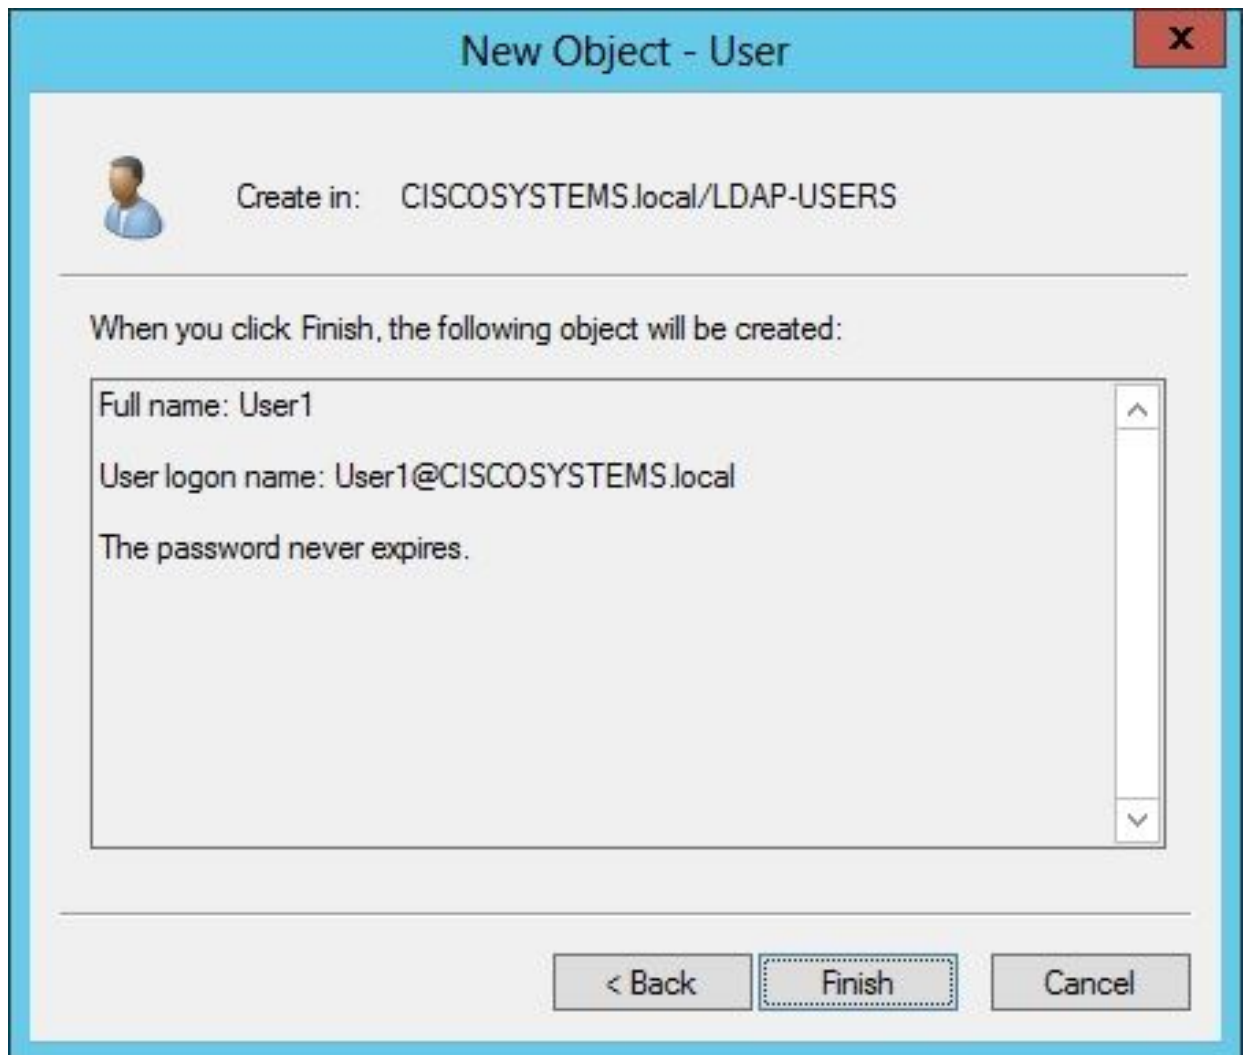 New Object - User
X
Create in: CISCOSYSTEMS.local/LDAP-USERS
When you click Finish, the following object will be created:
Full name: User1
User logon name: User1@CISCOSYSTEMS.local
The password never expires.
< Back Finish Cancel